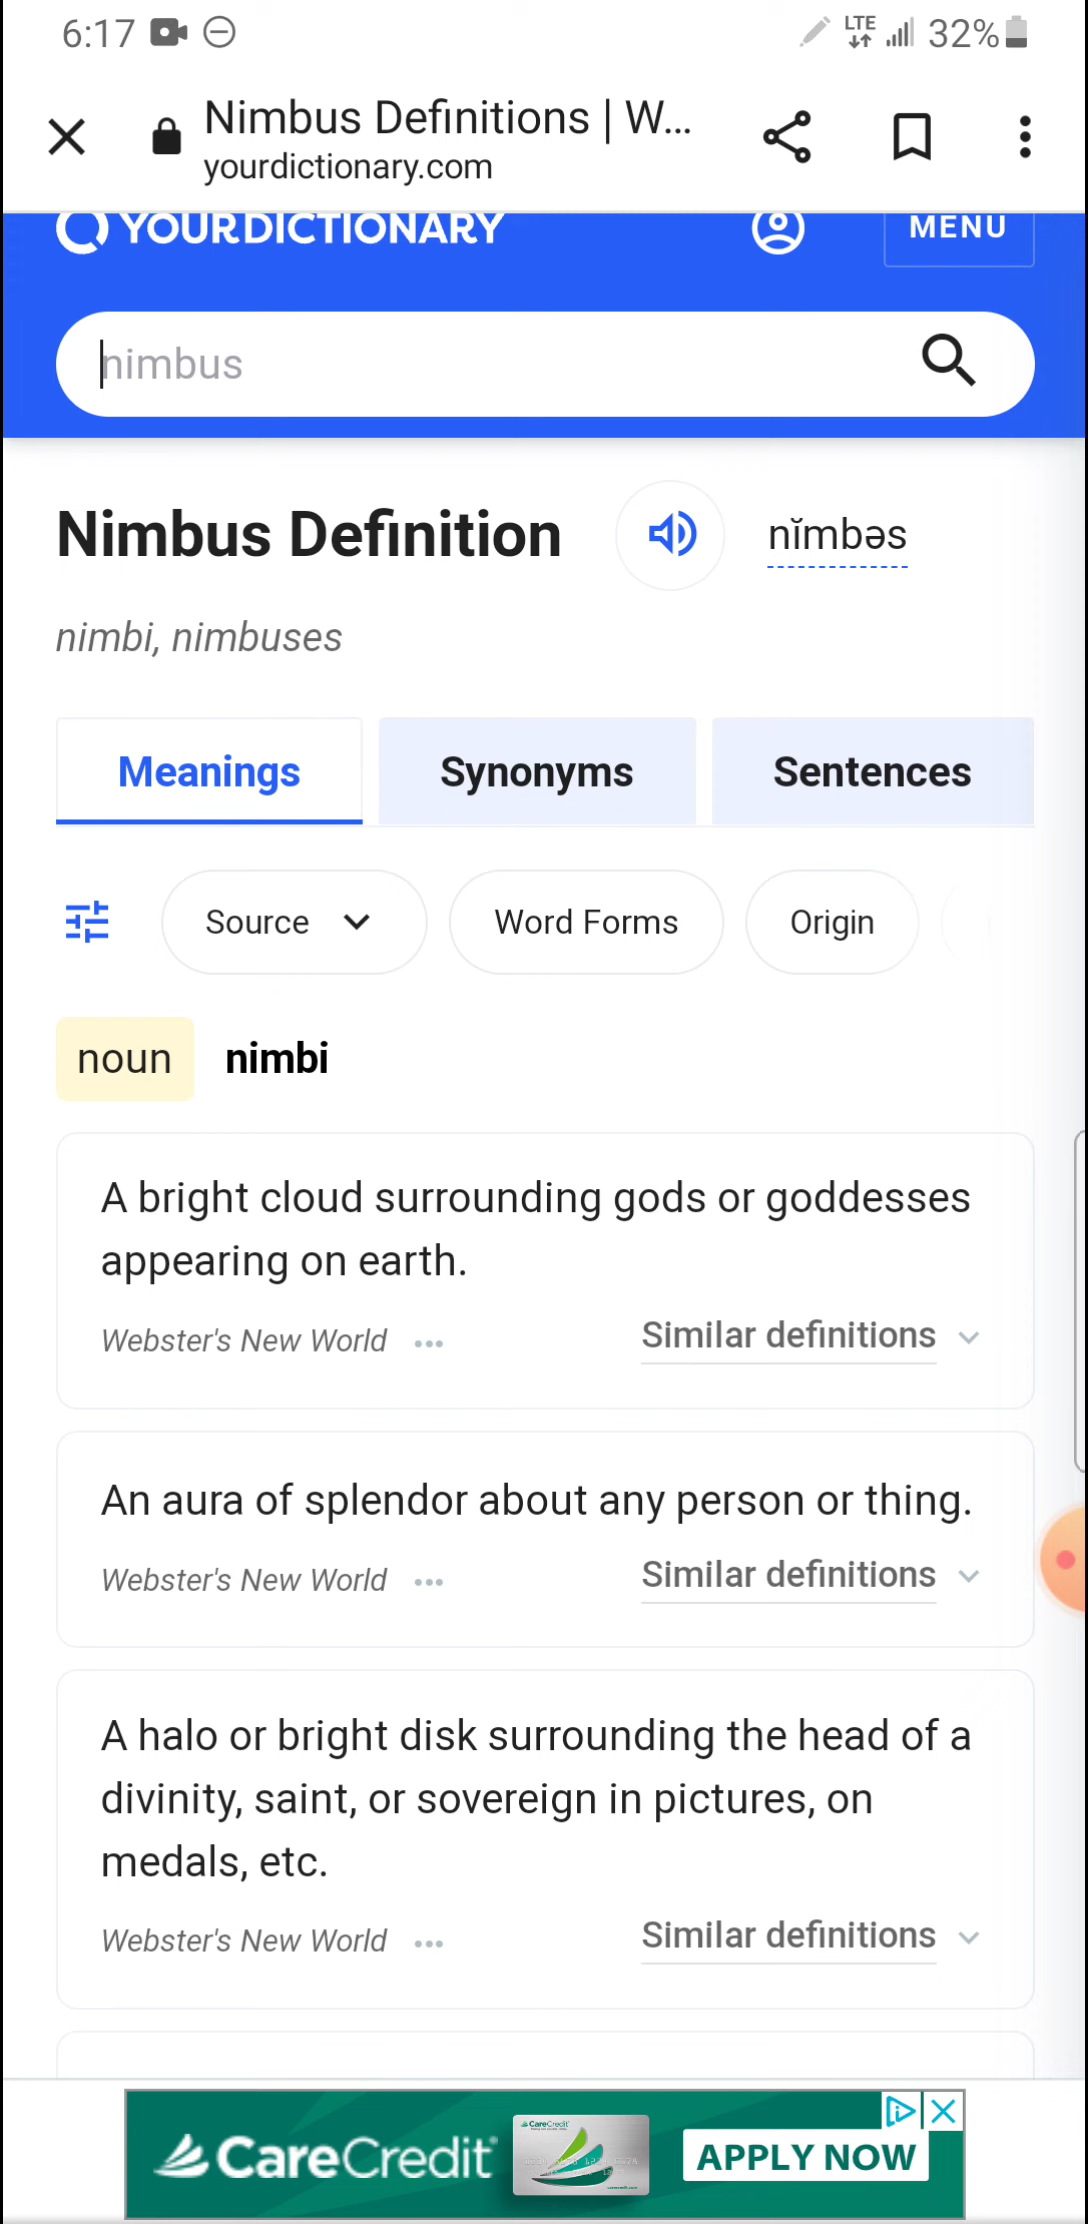 6:17
LTE
32%
Nimbus Definitions | W...
yourdictionary.com
YOURDICTIONARY
MENU
nimbus
Nimbus Definition
nĭmbəs
nimbi, nimbuses
Meanings
Synonyms
Sentences
Source
Word Forms
Origin
noun
nimbi
A bright cloud surrounding gods or goddesses
appearing on earth.
Webster's New World ...
Similar definitions
An aura of splendor about any person or thing.
Webster's New World ...
Similar definitions
A halo or bright disk surrounding the head of a
divinity, saint, or sovereign in pictures, on
medals, etc.
Webster's New World ...
Similar definitions
CareCredit
CareCredit
APPLY NOW